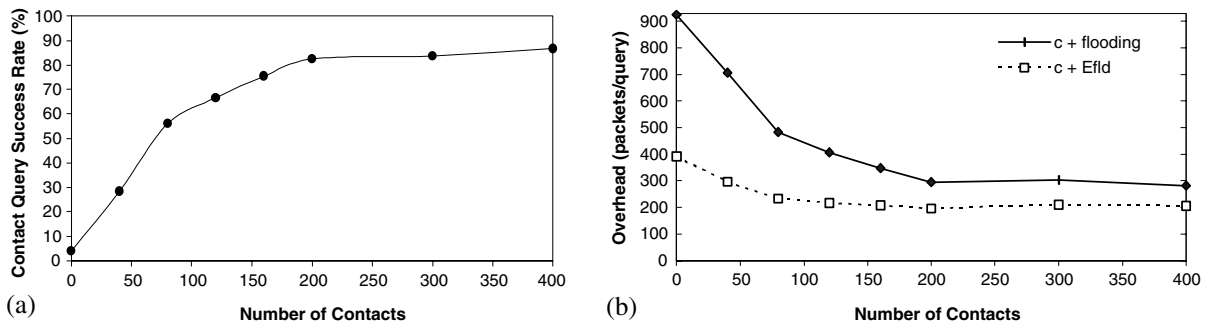 Contact Query Success Rate (%)
100
90
80
70
60
50
40
30
20
10
0
0 50 100 150 200 250 300 350 400
Number of Contacts
(a)
Overhead (packets/query)
900
800
700
600
500
400
300
200
100
0
0 50 100 150 200 250 300 350 400
Number of Contacts
c + flooding
c + Efld
(b)